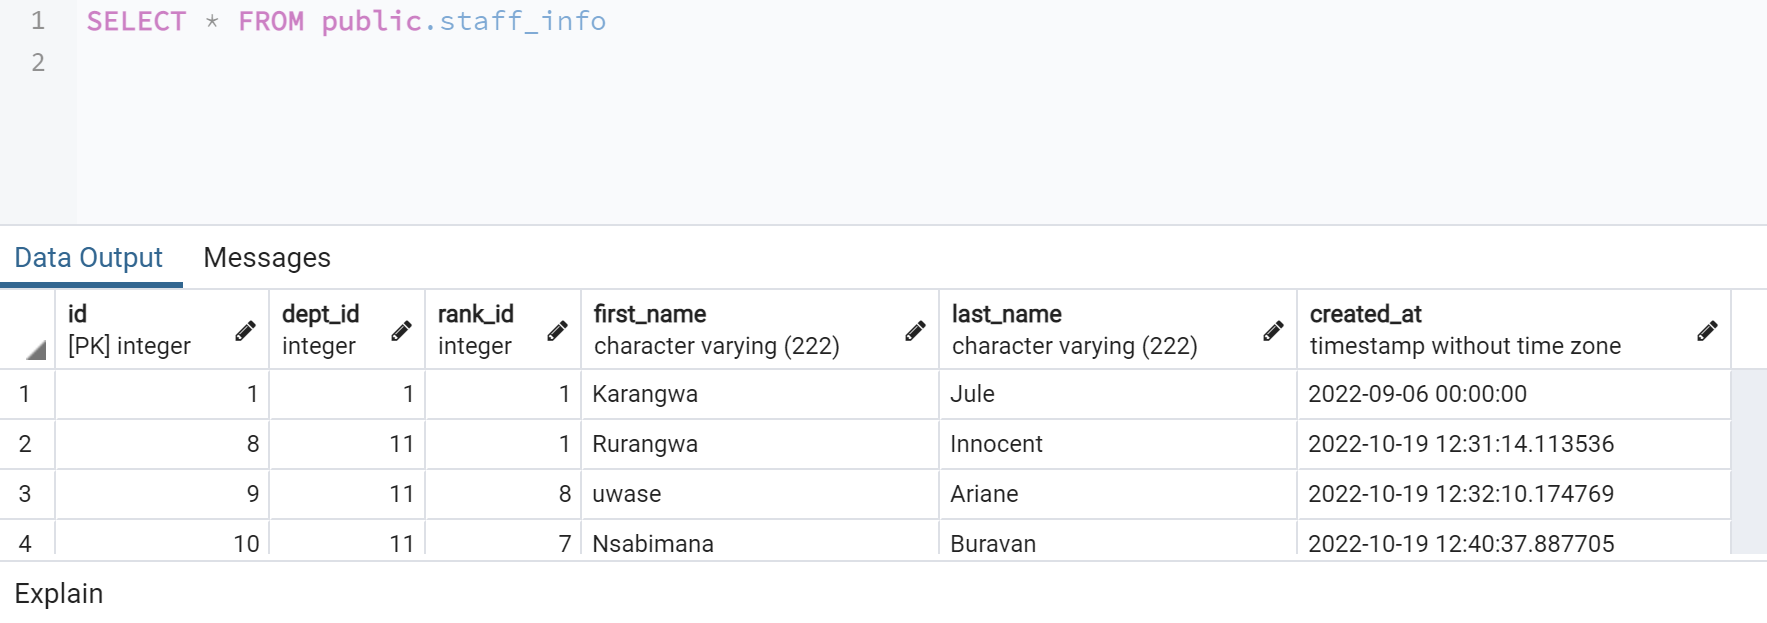 1 SELECT * FROM public.staff_info
2
Data Output Messages
id dept_id rank_id first_name last_name created_at
[PK] integer integer integer character varying (222) character varying (222) timestamp without time zone
1 1 1 1 Karangwa Jule 2022-09-06 00:00:00
2 8 11 1 Rurangwa Innocent 2022-10-19 12:31:14.113536
3 9 11 8 uwase Ariane 2022-10-19 12:32:10.174769
4 10 11 7 Nsabimana Buravan 2022-10-19 12:40:37.887705
Explain